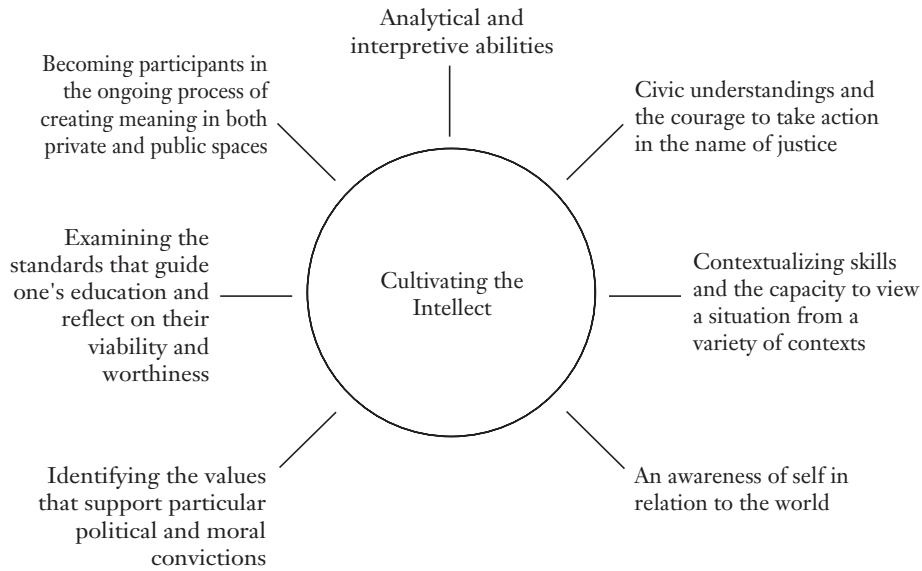 Analytical and
interpretive abilities
Becoming participants in
the ongoing process of
creating meaning in both
private and public spaces
Civic understandings and
the courage to take action
in the name of justice
Examining the
standards that guide
one's education and
reflect on their
viability and
worthiness
Cultivating the
Intellect
Contextualizing skills
and the capacity to view
a situation from a
variety of contexts
Identifying the values
that support particular
political and moral
convictions
An awareness of self in
relation to the world